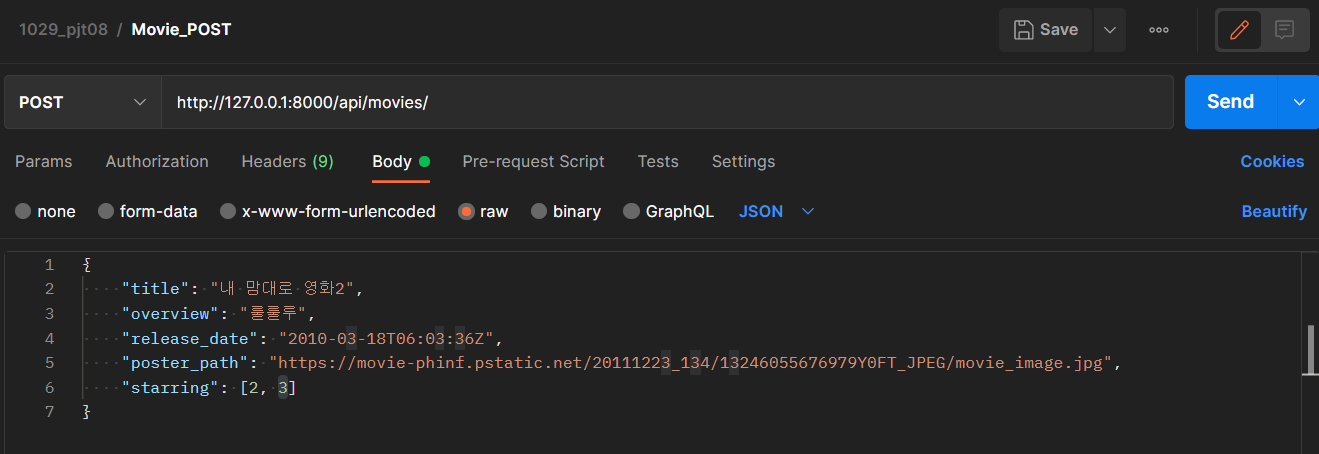 1029_pjt08 / Movie_POST
Save
POST http://127.0.0.1:8000/api/movies/ Send
Params Authorization Headers (9) Body Pre-request Script Tests Settings Cookies
none form-data x-www-form-urlencoded raw binary GraphQL JSON Beautify
1 {
2 "title": "내 맘대로 영화2",
3 "overview": "룰룰루",
4 "release_date": "2010-03-18T06:03:36Z",
5 "poster_path": "https://movie-phinf.pstatic.net/20111223_134/13246055676979Y0FT_JPEG/movie_image.jpg",
6 "starring": [2, 3]
7 }